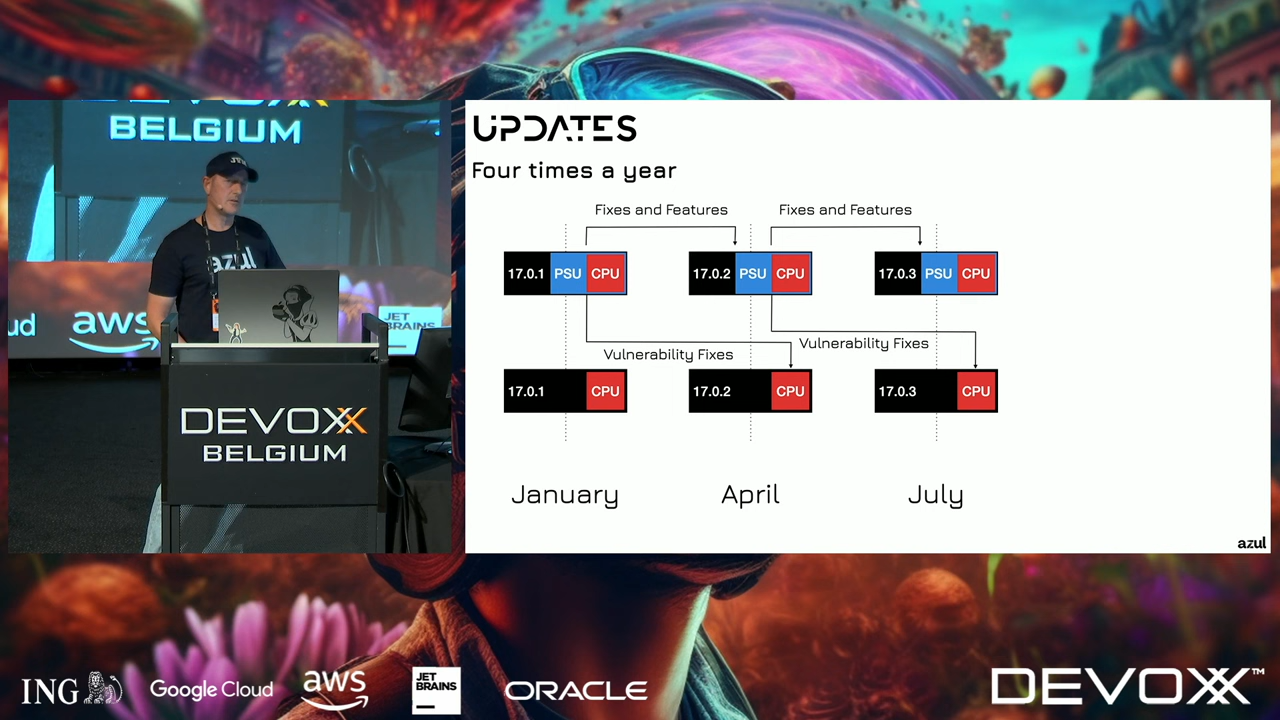 DEVOXX
BELGIUM
azul
ud
aws
JET
BRAINS
DEVOXX
BELGIUM
UPDATES
Four times a year
Fixes and Features
Fixes and Features
17.0.1 PSU CPU
17.0.2 PSU CPU
17.0.3 PSU CPU
Vulnerability Fixes
Vulnerability Fixes
17.0.1 CPU
17.0.2 CPU
17.0.3 CPU
January
April
July
azul
ING
Google Cloud
aws
JET
BRAINS
ORACLE
DEVOXX™